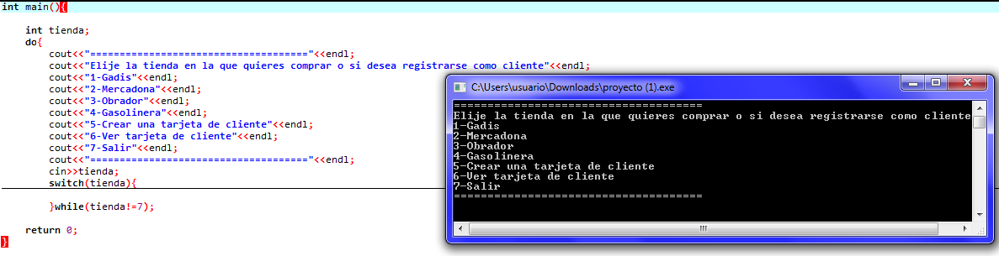 int main(){
int tienda;
do{
cout<<"====================================="<<endl;
cout<<"Elije la tienda en la que quieres comprar o si desea registrarse como cliente"<<endl;
cout<<"1-Gadis"<<endl;
cout<<"2-Mercadona"<<endl;
cout<<"3-Obrador"<<endl;
cout<<"4-Gasolinera"<<endl;
cout<<"5-Crear una tarjeta de cliente"<<endl;
cout<<"6-Ver tarjeta de cliente"<<endl;
cout<<"7-Salir"<<endl;
cout<<"====================================="<<endl;
cin>>tienda;
switch(tienda){
}while(tienda!=7);
return 0;
}
C:\Users\usuario\Downloads\proyecto (1).exe
=====================================
Elije la tienda en la que quieres comprar o si desea registrarse como cliente
1-Gadis
2-Mercadona
3-Obrador
4-Gasolinera
5-Crear una tarjeta de cliente
6-Ver tarjeta de cliente
7-Salir
=====================================